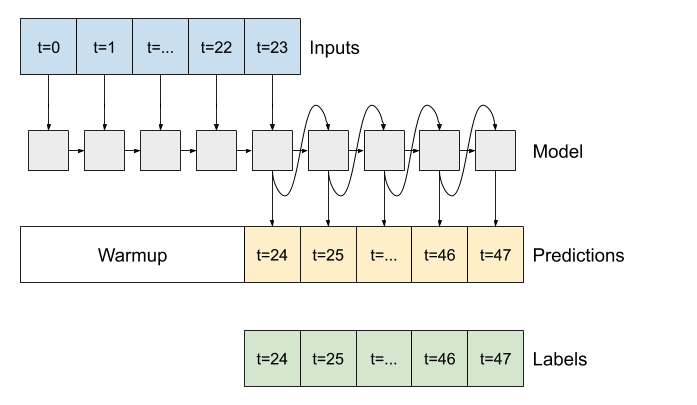 t=0 t=1 t=... t=22 t=23 Inputs
Model
Warmup t=24 t=25 t=... t=46 t=47 Predictions
t=24 t=25 t=... t=46 t=47 Labels